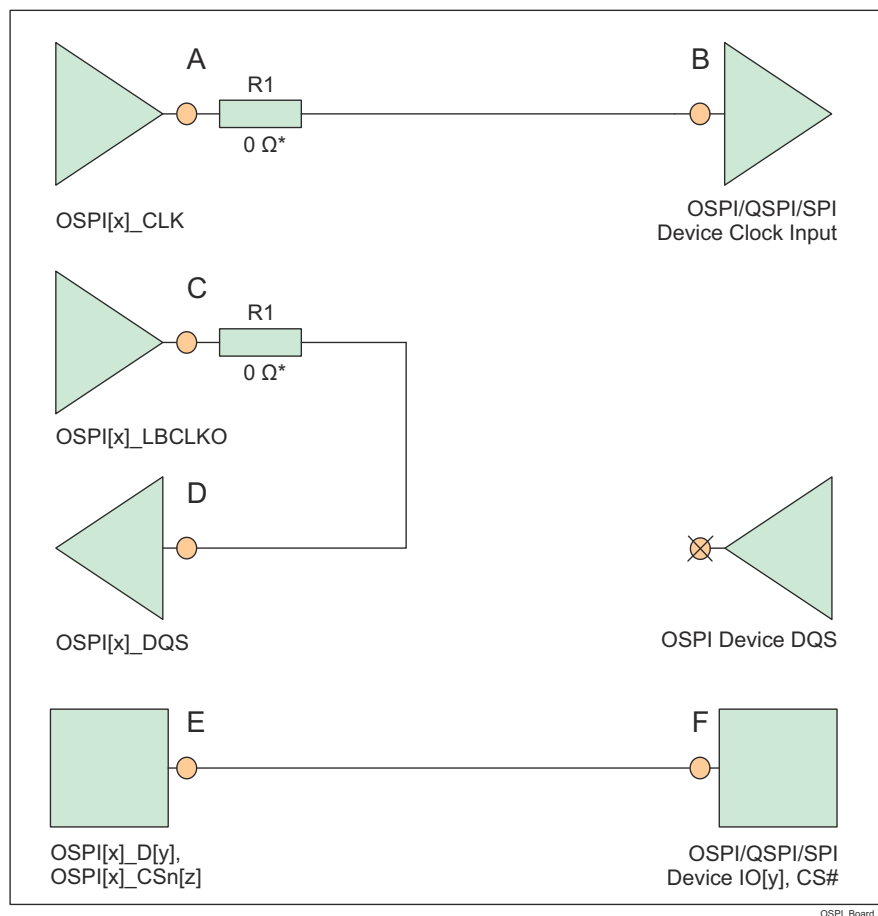 A
B
R1
0 Ω*
OSPI[x]_CLK
OSPI/QSPI/SPI
Device Clock Input
C
R1
0 Ω*
OSPI[x]_LBCLKO
D
OSPI[x]_DQS
OSPI Device DQS
E
F
OSPI[x]_D[y],
OSPI[x]_CSn[z]
OSPI/QSPI/SPI
Device IO[y], CS#
OSPI_Board